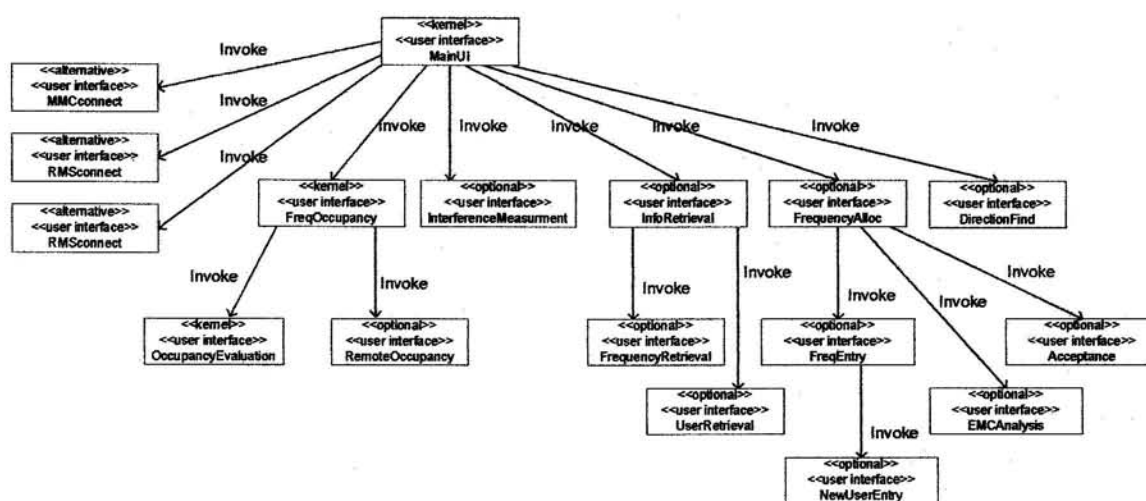 <<kernel>>
<<user interface>>
MainUI
Invoke
<<alternative>>
<<user interface>>
MMCconnect
Invoke
<<alternative>>
<<user interface>>
RMSconnect
Invoke
<<alternative>>
<<user interface>>
RMSconnect
Invoke
Invoke
Invoke
Invoke
Invoke
<<kernel>>
<<user interface>>
FreqOccupancy
<<optional>>
<<user interface>>
InterferenceMeasurment
<<optional>>
<<user interface>>
InfoRetrieval
<<optional>>
<<user interface>>
FrequencyAlloc
<<optional>>
<<user interface>>
DirectionFind
Invoke
Invoke
Invoke
Invoke
Invoke
Invoke
Invoke
<<kernel>>
<<user interface>>
OccupancyEvaluation
<<optional>>
<<user interface>>
RemoteOccupancy
<<optional>>
<<user interface>>
FrequencyRetrieval
<<optional>>
<<user interface>>
FreqEntry
<<optional>>
<<user interface>>
Acceptance
<<optional>>
<<user interface>>
UserRetrieval
<<optional>>
<<user interface>>
EMCAnalysis
Invoke
<<optional>>
<<user interface>>
NewUserEntry